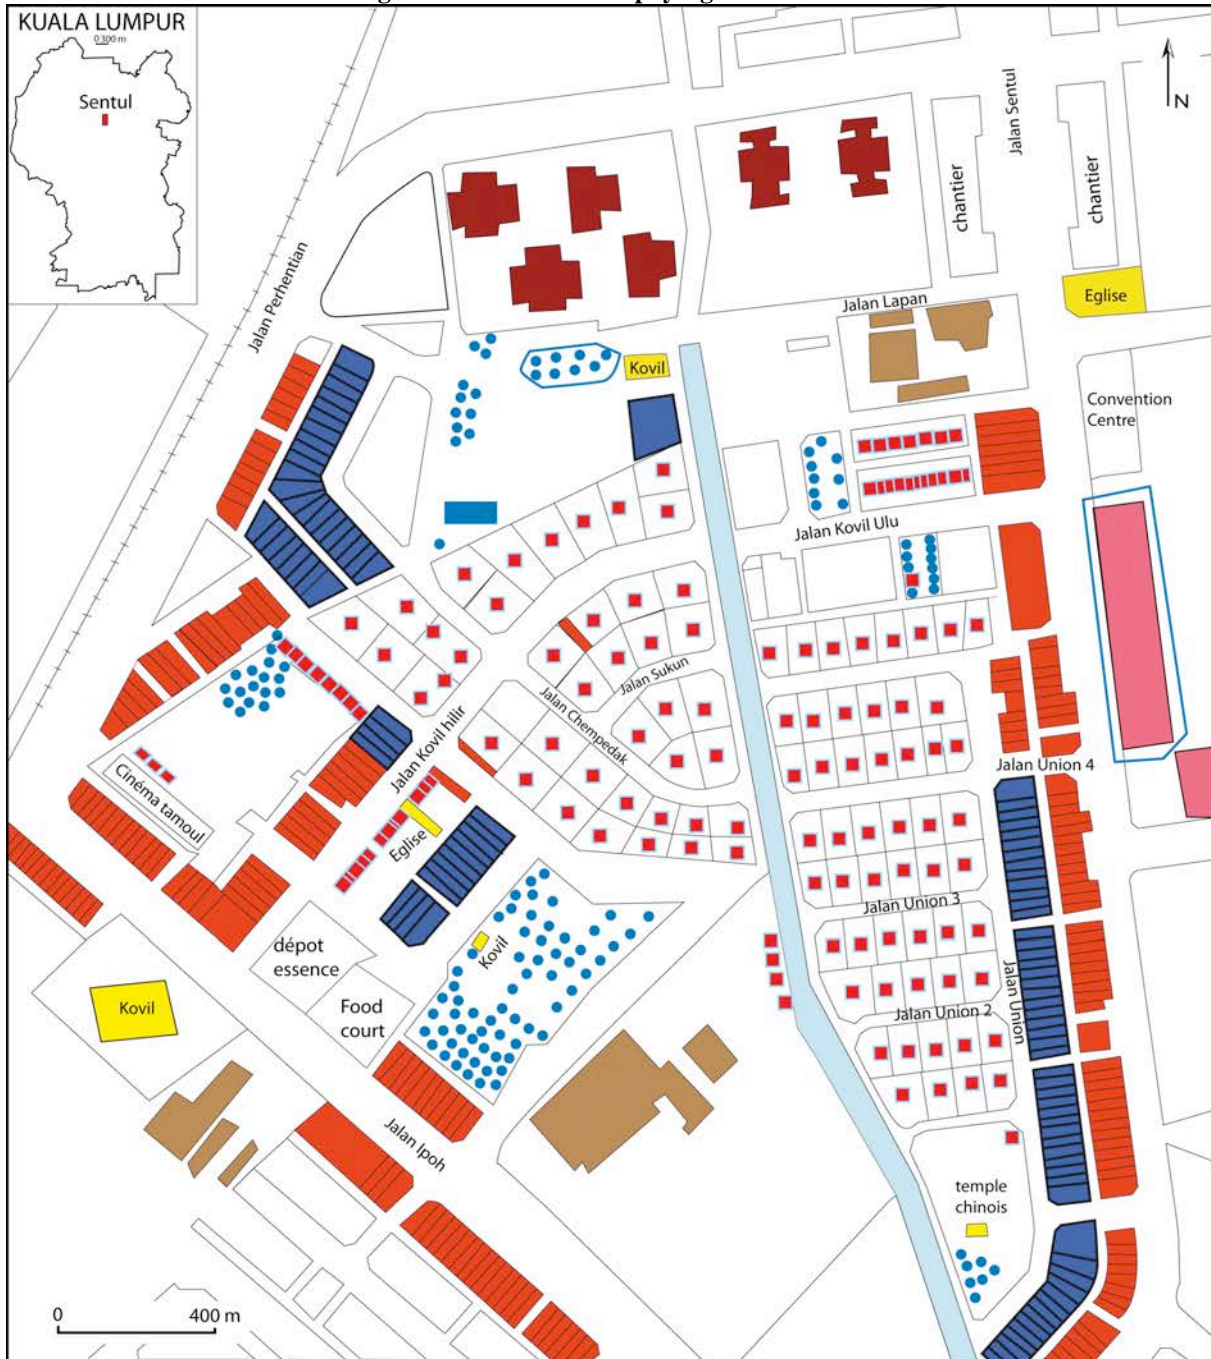 KUALA LUMPUR
0 300 m
Sentul
N
Jalan Sentul
chantier
chantier
Eglise
Jalan Perhentian
Jalan Lapan
Kovil
Convention
Centre
Jalan Kovil Ulu
Jalan Sukun
Jalan Chempedak
Jalan Kovil hilir
Jalan Union 4
Cinéma tamoul
Eglise
Jalan Union 3
dépot
essence
Kovil
Jalan Union
Kovil
Food
court
Jalan Union 2
Jalan Ipoh
temple
chinois
0 400 m